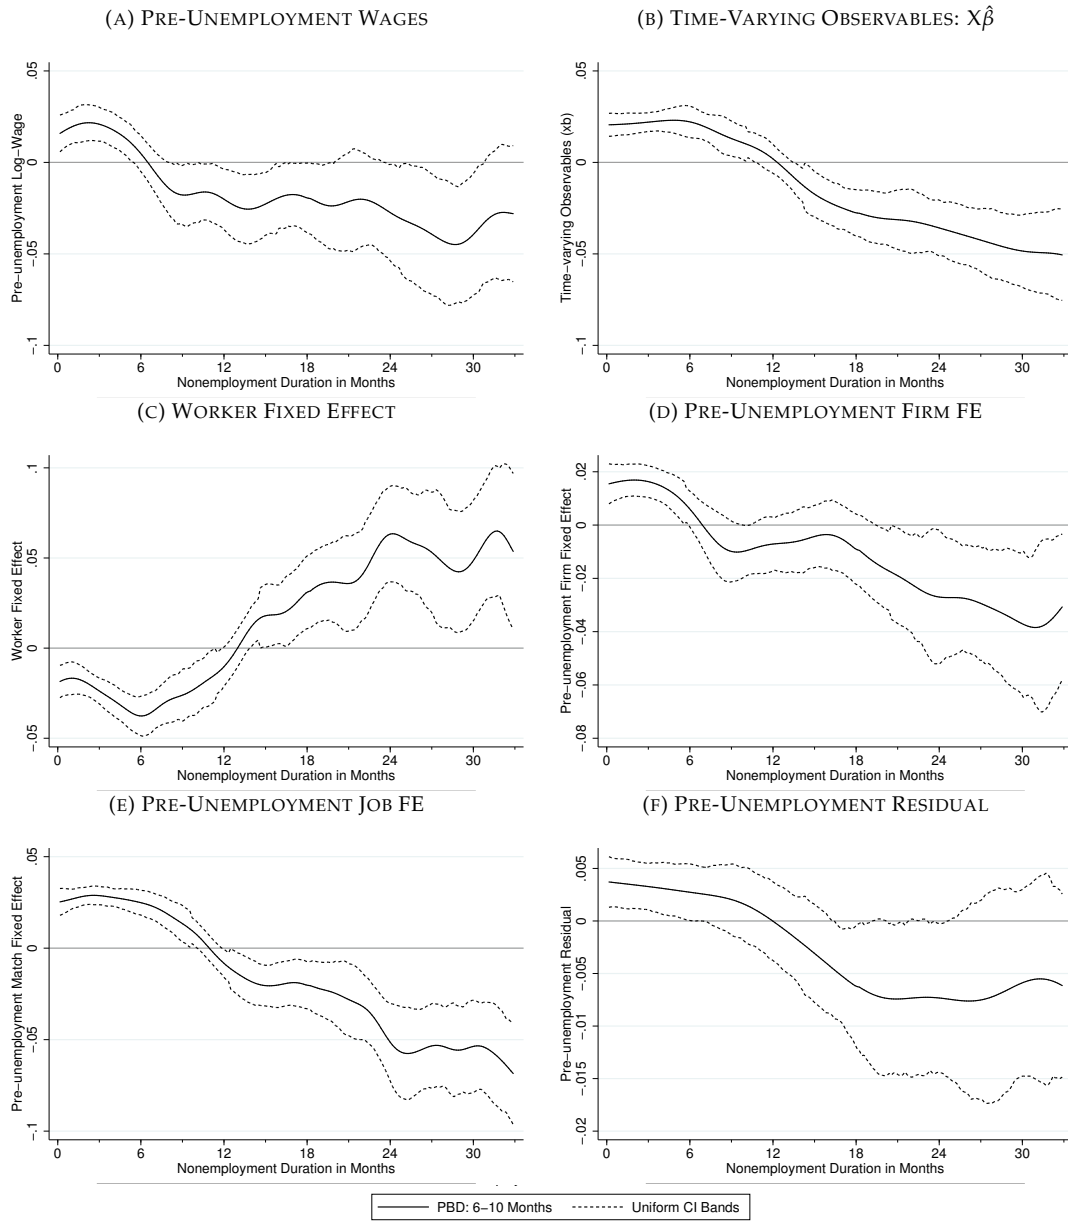 (A) PRE-UNEMPLOYMENT WAGES
Pre-unemployment Log-Wage
.05
0
-.05
-.1
0 6 12 18 24 30
Nonemployment Duration in Months
(B) TIME-VARYING OBSERVABLES: Xβ̂
Time-varying Observables (xb)
.05
0
-.05
-.1
0 6 12 18 24 30
Nonemployment Duration in Months
(C) WORKER FIXED EFFECT
Worker Fixed Effect
.1
.05
0
-.05
0 6 12 18 24 30
Nonemployment Duration in Months
(D) PRE-UNEMPLOYMENT FIRM FE
Pre-unemployment Firm Fixed Effect
.02
0
-.02
-.04
-.06
-.08
0 6 12 18 24 30
Nonemployment Duration in Months
(E) PRE-UNEMPLOYMENT JOB FE
Pre-unemployment Match Fixed Effect
.05
0
-.05
-.1
0 6 12 18 24 30
Nonemployment Duration in Months
(F) PRE-UNEMPLOYMENT RESIDUAL
Pre-unemployment Residual
.005
0
-.005
-.01
-.015
-.02
0 6 12 18 24 30
Nonemployment Duration in Months
PBD: 6-10 Months
Uniform CI Bands